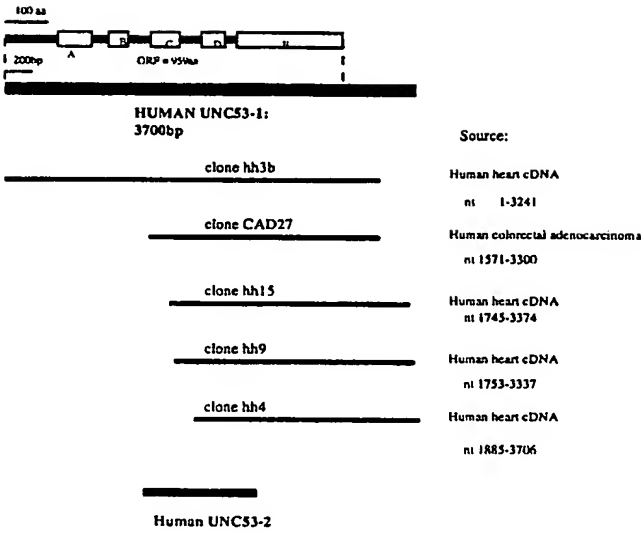 100 aa
A B C D E
200bp ORF = 959aa
HUMAN UNC53-1:
3700bp
Source:
clone hh3b
Human heart cDNA
nt 1-3241
clone CAD27
Human colorectal adenocarcinoma
nt 1571-3300
clone hh15
Human heart cDNA
nt 1745-3374
clone hh9
Human heart cDNA
nt 1753-3337
clone hh4
Human heart cDNA
nt 1885-3706
Human UNC53-2